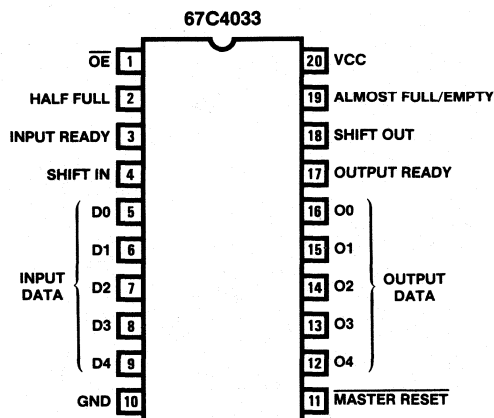 67C4033
OE 1 20 VCC
HALF FULL 2 19 ALMOST FULL/EMPTY
INPUT READY 3 18 SHIFT OUT
SHIFT IN 4 17 OUTPUT READY
D0 5 16 O0
D1 6 15 O1
INPUT DATA
D2 7 14 O2
OUTPUT DATA
D3 8 13 O3
D4 9 12 O4
GND 10 11 MASTER RESET